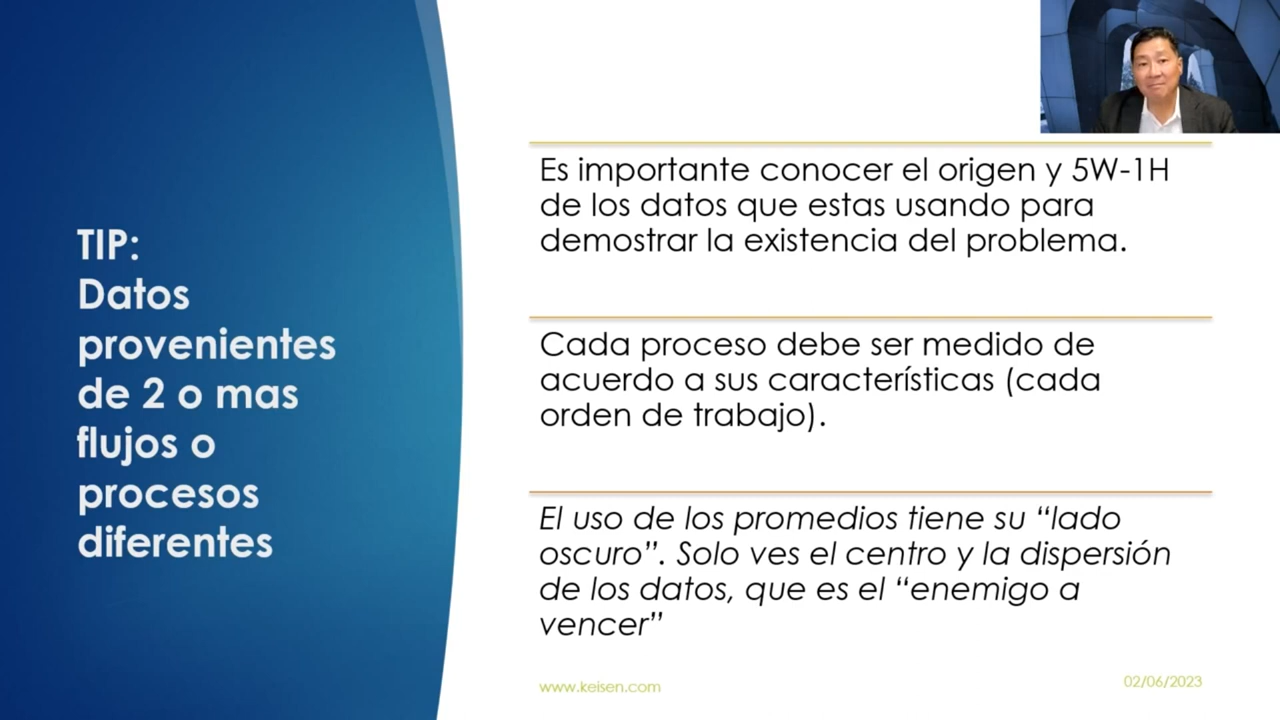 TIP:
Datos
provenientes
de 2 o mas
flujos o
procesos
diferentes
Es importante conocer el origen y 5W-1H
de los datos que estas usando para
demostrar la existencia del problema.
Cada proceso debe ser medido de
acuerdo a sus características (cada
orden de trabajo).
El uso de los promedios tiene su “lado
oscuro”. Solo ves el centro y la dispersión
de los datos, que es el “enemigo a
vencer”
www.keisen.com
02/06/2023